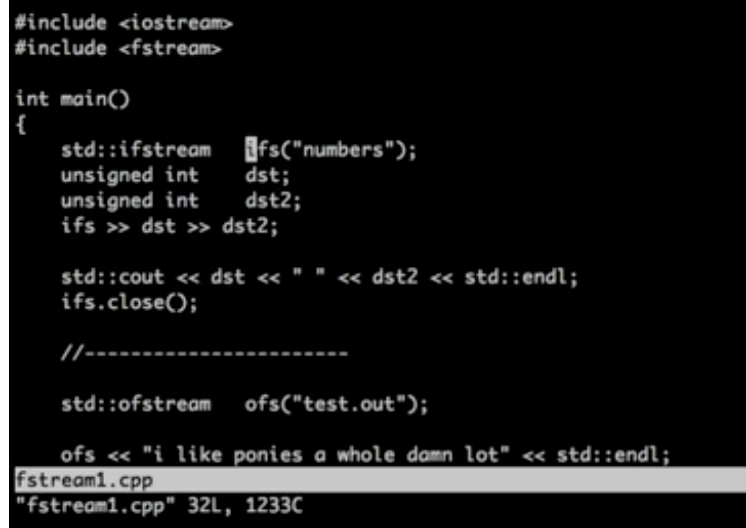 #include <iostream>
#include <fstream>
int main()
{
std::ifstream ifs("numbers");
unsigned int dst;
unsigned int dst2;
ifs >> dst >> dst2;
std::cout << dst << " " << dst2 << std::endl;
ifs.close();
//-----------------------
std::ofstream ofs("test.out");
ofs << "i like ponies a whole damn lot" << std::endl;
fstream1.cpp
"fstream1.cpp" 32L, 1233C